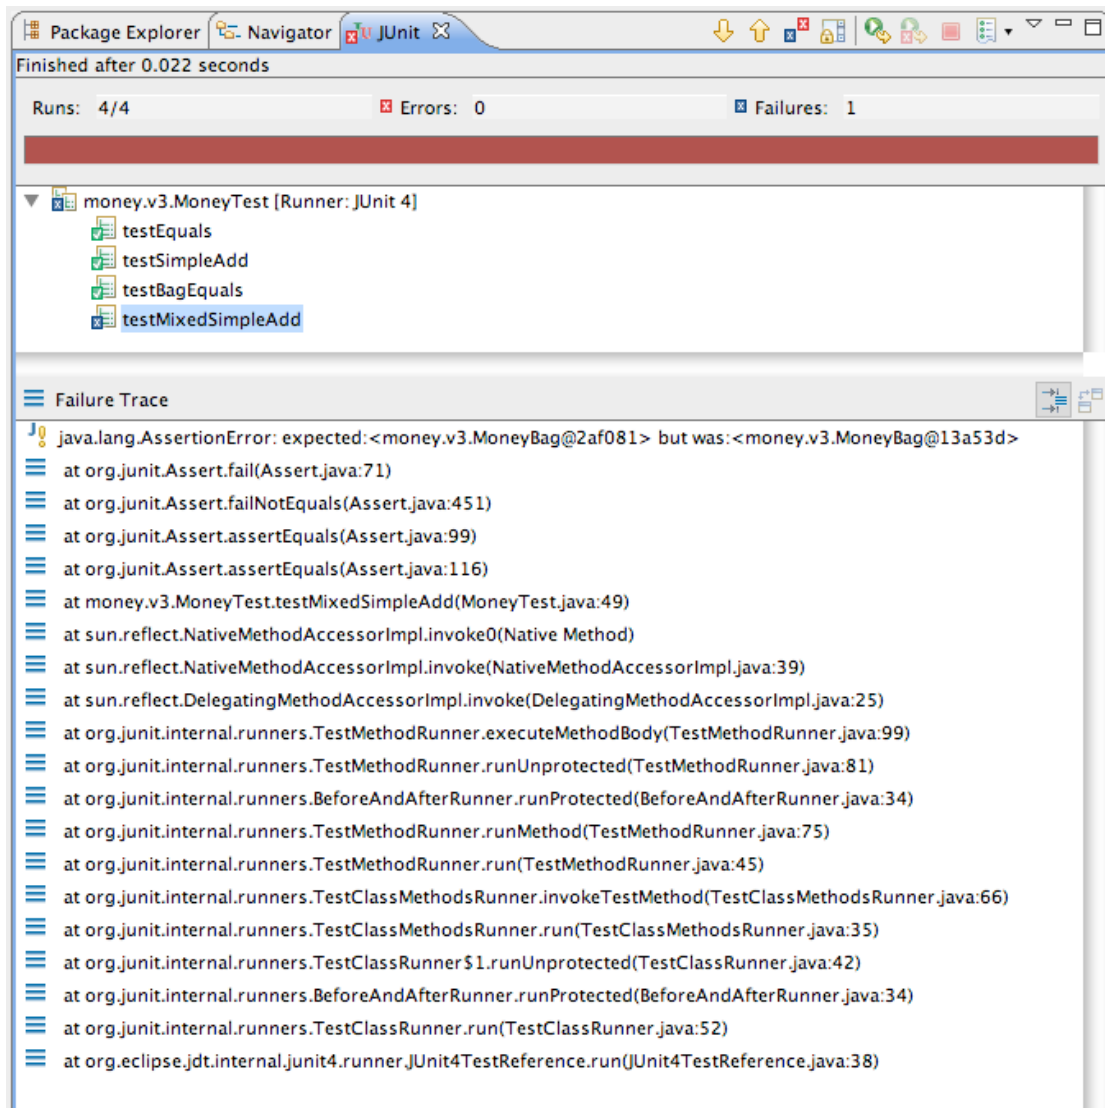 Package Explorer Navigator JUnit
Finished after 0.022 seconds
Runs: 4/4 Errors: 0 Failures: 1
money.v3.MoneyTest [Runner: JUnit 4]
testEquals
testSimpleAdd
testBagEquals
testMixedSimpleAdd
Failure Trace
java.lang.AssertionError: expected:<money.v3.MoneyBag@2af081> but was:<money.v3.MoneyBag@13a53d>
at org.junit.Assert.fail(Assert.java:71)
at org.junit.Assert.failNotEquals(Assert.java:451)
at org.junit.Assert.assertEquals(Assert.java:99)
at org.junit.Assert.assertEquals(Assert.java:116)
at money.v3.MoneyTest.testMixedSimpleAdd(MoneyTest.java:49)
at sun.reflect.NativeMethodAccessorImpl.invoke0(Native Method)
at sun.reflect.NativeMethodAccessorImpl.invoke(NativeMethodAccessorImpl.java:39)
at sun.reflect.DelegatingMethodAccessorImpl.invoke(DelegatingMethodAccessorImpl.java:25)
at org.junit.internal.runners.TestMethodRunner.executeMethodBody(TestMethodRunner.java:99)
at org.junit.internal.runners.TestMethodRunner.runUnprotected(TestMethodRunner.java:81)
at org.junit.internal.runners.BeforeAndAfterRunner.runProtected(BeforeAndAfterRunner.java:34)
at org.junit.internal.runners.TestMethodRunner.runMethod(TestMethodRunner.java:75)
at org.junit.internal.runners.TestMethodRunner.run(TestMethodRunner.java:45)
at org.junit.internal.runners.TestClassMethodsRunner.invokeTestMethod(TestClassMethodsRunner.java:66)
at org.junit.internal.runners.TestClassMethodsRunner.run(TestClassMethodsRunner.java:35)
at org.junit.internal.runners.TestClassRunner$1.runUnprotected(TestClassRunner.java:42)
at org.junit.internal.runners.BeforeAndAfterRunner.runProtected(BeforeAndAfterRunner.java:34)
at org.junit.internal.runners.TestClassRunner.run(TestClassRunner.java:52)
at org.eclipse.jdt.internal.junit4.runner.JUnit4TestReference.run(JUnit4TestReference.java:38)